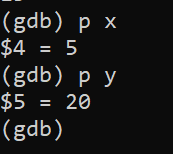 (gdb) p x
$4 = 5
(gdb) p y
$5 = 20
(gdb)